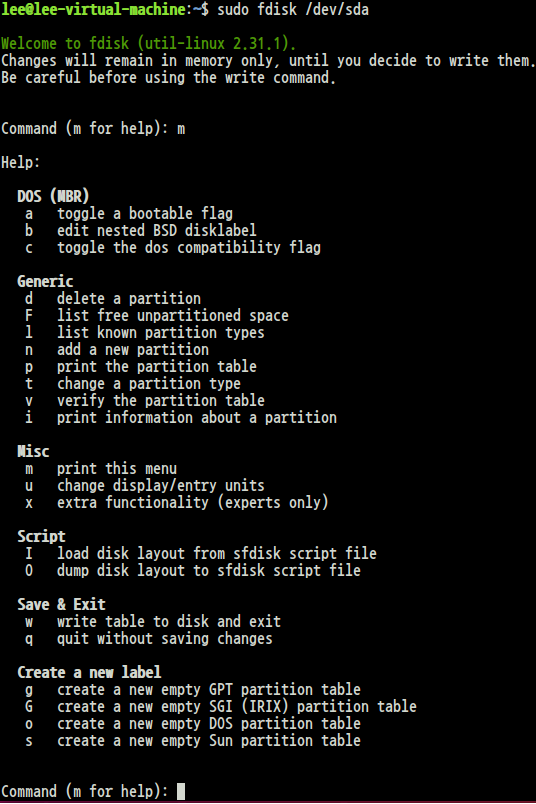 lee@lee-virtual-machine:~$ sudo fdisk /dev/sda
Welcome to fdisk (util-linux 2.31.1).
Changes will remain in memory only, until you decide to write them.
Be careful before using the write command.
Command (m for help): m
Help:
DOS (MBR)
a   toggle a bootable flag
b   edit nested BSD disklabel
c   toggle the dos compatibility flag
Generic
d   delete a partition
F   list free unpartitioned space
l   list known partition types
n   add a new partition
p   print the partition table
t   change a partition type
v   verify the partition table
i   print information about a partition
Misc
m   print this menu
u   change display/entry units
x   extra functionality (experts only)
Script
I   load disk layout from sfdisk script file
O   dump disk layout to sfdisk script file
Save & Exit
w   write table to disk and exit
q   quit without saving changes
Create a new label
g   create a new empty GPT partition table
G   create a new empty SGI (IRIX) partition table
o   create a new empty DOS partition table
s   create a new empty Sun partition table
Command (m for help):